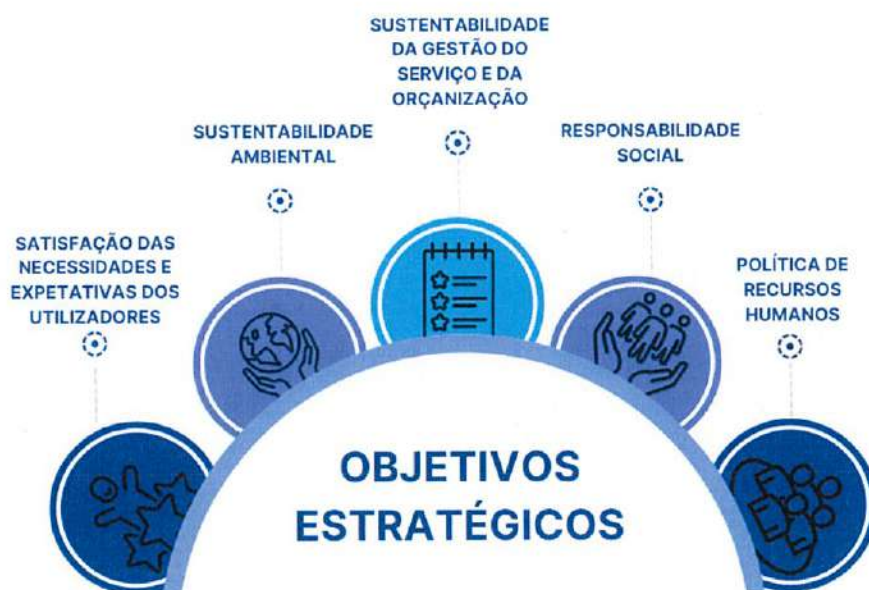 SUSTENTABILIDADE
DA GESTÃO DO
SERVIÇO E DA
ORÇANIZAÇÃO
SUSTENTABILIDADE
AMBIENTAL
RESPONSABILIDADE
SOCIAL
SATISFAÇÃO DAS
NECESSIDADES E
EXPETATIVAS DOS
UTILIZADORES
POLÍTICA DE
RECURSOS
HUMANOS
OBJETIVOS
ESTRATÉGICOS